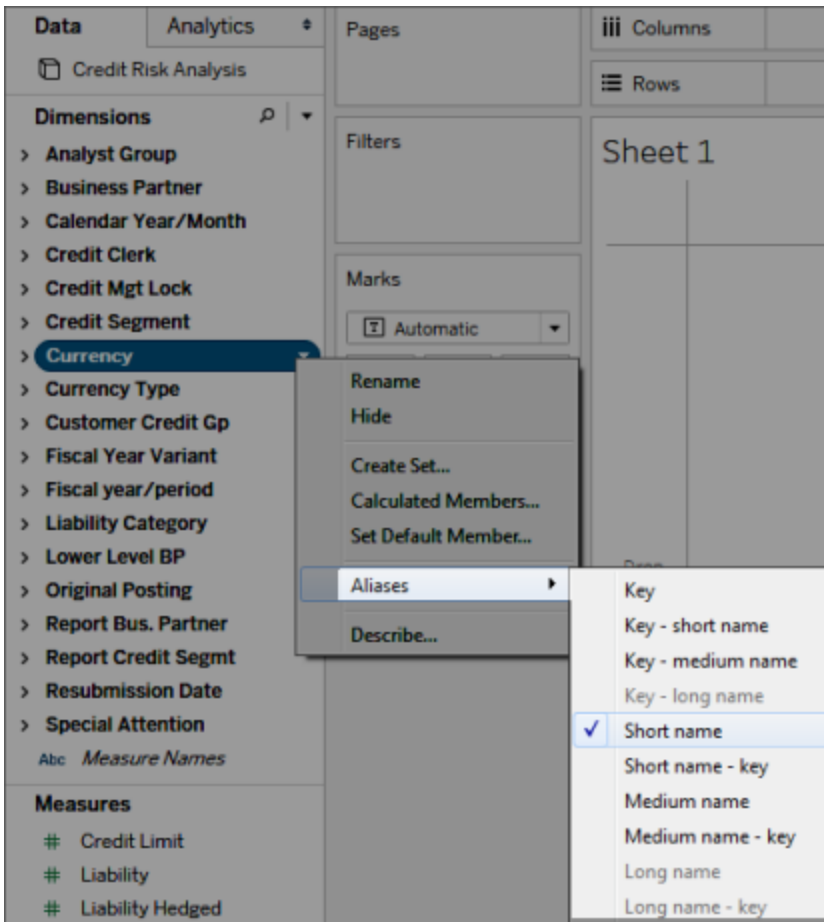 Data
Analytics
Credit Risk Analysis
Dimensions
Analyst Group
Business Partner
Calendar Year/Month
Credit Clerk
Credit Mgt Lock
Credit Segment
Currency
Currency Type
Customer Credit Gp
Fiscal Year Variant
Fiscal year/period
Liability Category
Lower Level BP
Original Posting
Report Bus. Partner
Report Credit Segmt
Resubmission Date
Special Attention
Abc Measure Names
Measures
# Credit Limit
# Liability
# Liability Hedged
Pages
Filters
Marks
T Automatic
Columns
Rows
Sheet 1
Rename
Hide
Create Set...
Calculated Members...
Set Default Member...
Aliases
Describe...
Key
Key - short name
Key - medium name
Key - long name
Short name
Short name - key
Medium name
Medium name - key
Long name
Long name - key